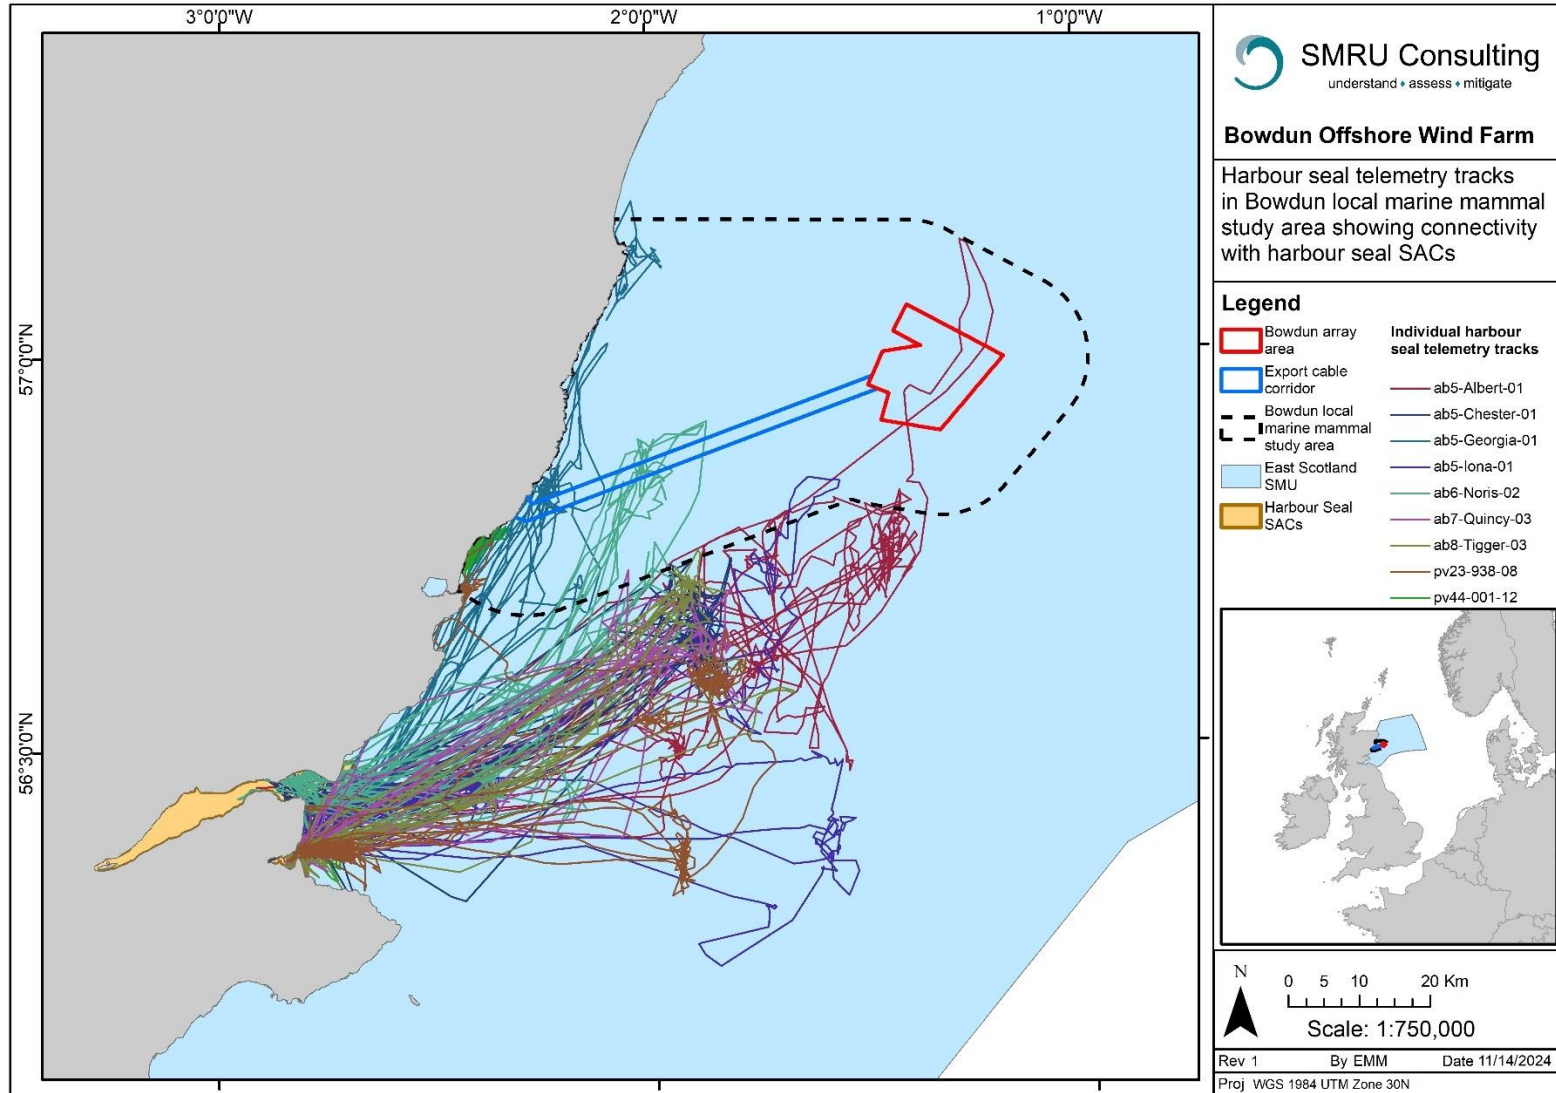 3°0'0"W
2°0'0"W
1°0'0"W
57°0'0"N
56°30'0"N
SMRU Consulting
understand • assess • mitigate
Bowdun Offshore Wind Farm
Harbour seal telemetry tracks
in Bowdun local marine mammal
study area showing connectivity
with harbour seal SACs
Legend
Bowdun array
area
Export cable
corridor
Bowdun local
marine mammal
study area
East Scotland
SMU
Harbour Seal
SACs
Individual harbour
seal telemetry tracks
ab5-Albert-01
ab5-Chester-01
ab5-Georgia-01
ab5-Iona-01
ab6-Noris-02
ab7-Quincy-03
ab8-Tigger-03
pv23-938-08
pv44-001-12
N
0 5 10 20 Km
Scale: 1:750,000
Rev 1 By EMM Date 11/14/2024
Proj WGS 1984 UTM Zone 30N